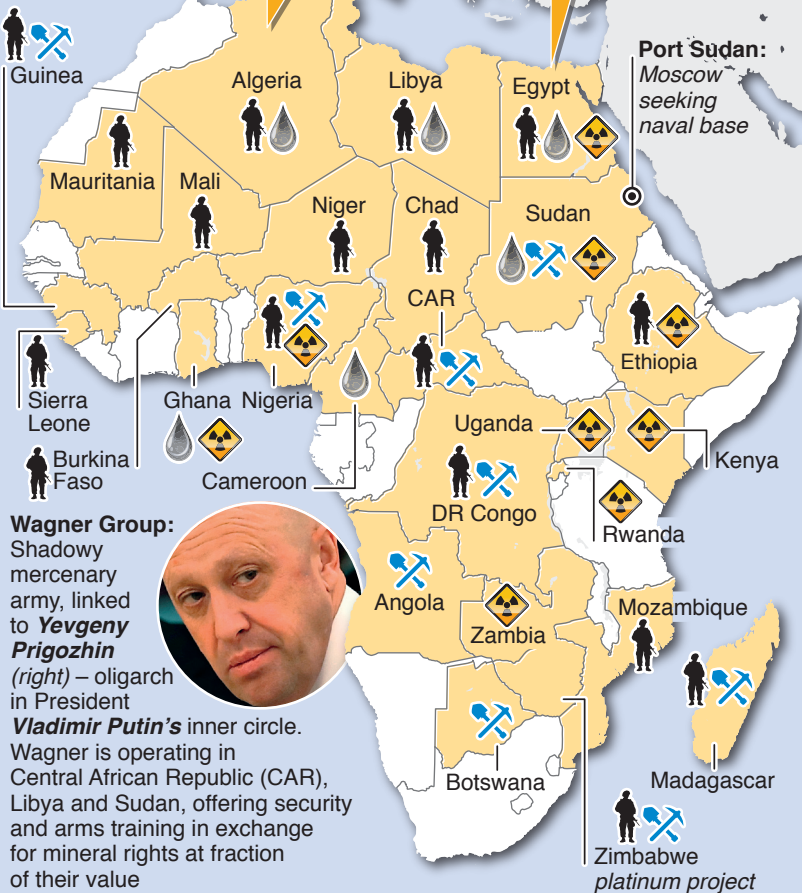 Guinea
Algeria
Libya
Egypt
Port Sudan:
Moscow
seeking
naval base
Mauritania
Mali
Niger
Chad
Sudan
CAR
Ethiopia
Sierra
Leone
Ghana
Nigeria
Uganda
Kenya
Burkina
Faso
Cameroon
DR Congo
Rwanda
Wagner Group:
Shadowy
mercenary
army, linked
to Yevgeny
Prigozhin
(right) – oligarch
in President
Vladimir Putin's inner circle.
Wagner is operating in
Central African Republic (CAR),
Libya and Sudan, offering security
and arms training in exchange
for mineral rights at fraction
of their value
Angola
Zambia
Mozambique
Botswana
Madagascar
Zimbabwe
platinum project